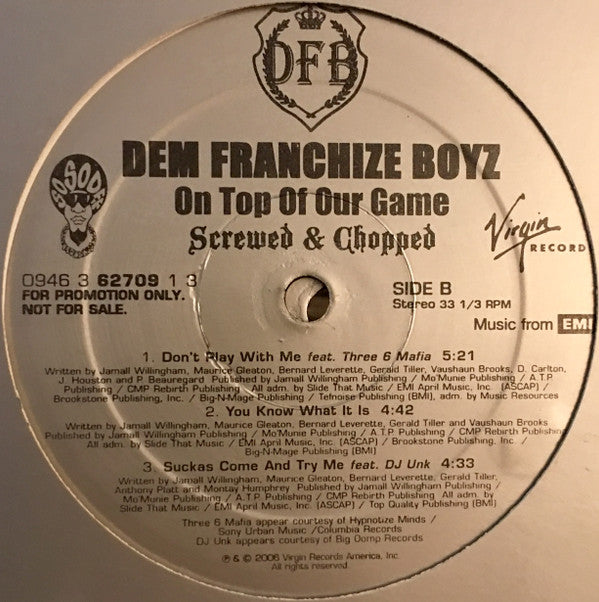 DFB
DEM FRANCHIZE BOYZ
On Top Of Our Game
Screwed & Chopped
SO SO DEF
Virgin
RECORD
0946 3 62709 1 3
FOR PROMOTION ONLY.
NOT FOR SALE.
SIDE B
Stereo 33 1/3 RPM
Music from EMI
1. Don't Play With Me feat. Three 6 Mafia 5:21
Written by Jamall Willingham, Maurice Gleaton, Bernard Leverette, Gerald Tiller, Vaushaun Brooks, D. Carlton,
J. Houston and P. Beauregard Published by Jamall Willingham Publishing / Mo'Munie Publishing / A.T.P.
Publishing / CMP Rebirth Publishing All adm. by Slide That Music / EMI April Music, Inc. (ASCAP) /
Brookstone Publishing, Inc. / Big-N-Mage Publishing / Tefnoise Publishing (BMI), adm. by Music Resources
2. You Know What It Is 4:42
Written by Jamall Willingham, Maurice Gleaton, Bernard Leverette, Gerald Tiller and Vaushaun Brooks
Published by Jamall Willingham Publishing / Mo'Munie Publishing / A.T.P. Publishing / CMP Rebirth Publishing
All adm. by Slide That Music / EMI April Music, Inc. (ASCAP) / Brookstone Publishing, Inc. /
Big-N-Mage Publishing (BMI)
3. Suckas Come And Try Me feat. DJ Unk 4:33
Written by Jamall Willingham, Maurice Gleaton, Bernard Leverette, Gerald Tiller,
Anthony Platt and Montay Humphrey Published by Jamall Willingham Publishing /
Mo'Munie Publishing / A.T.P. Publishing / CMP Rebirth Publishing All adm. by
Slide That Music / EMI April Music, Inc. (ASCAP) / Top Quality Publishing (BMI)
Three 6 Mafia appear courtesy of Hypnotize Minds /
Sony Urban Music /Columbia Records
DJ Unk appears courtesy of Big Oomp Records
℗ & © 2006 Virgin Records America, Inc.
All rights reserved.